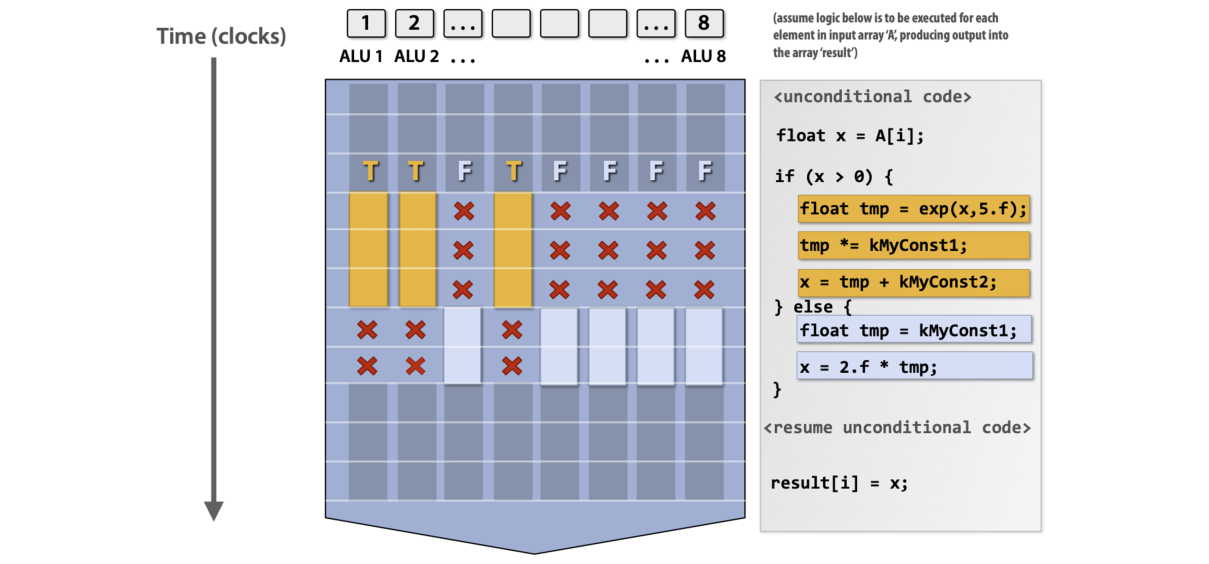 Time (clocks)
1 2 ... ... 8
ALU 1 ALU 2 ... ... ALU 8
(assume logic below is to be executed for each
element in input array ‘A’, producing output into
the array ‘result’)
T T F T F F F F
<unconditional code>
float x = A[i];
if (x > 0) {
float tmp = exp(x,5.f);
tmp *= kMyConst1;
x = tmp + kMyConst2;
} else {
float tmp = kMyConst1;
x = 2.f * tmp;
}
<resume unconditional code>
result[i] = x;